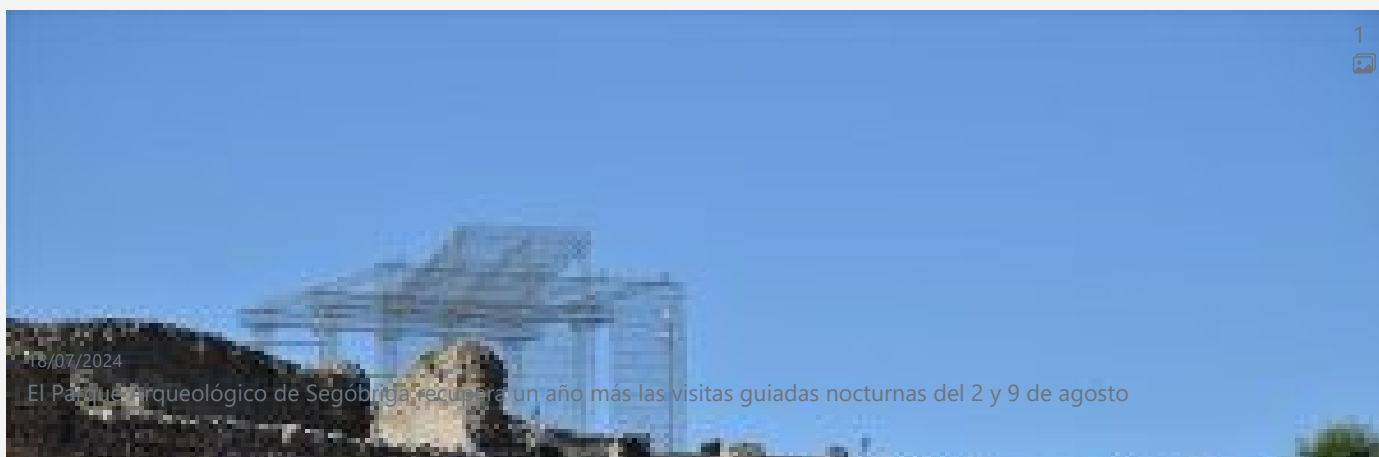 1
18/07/2024
El Parque Arqueológico de Segóbriga recupera un año más las visitas guiadas nocturnas del 2 y 9 de agosto